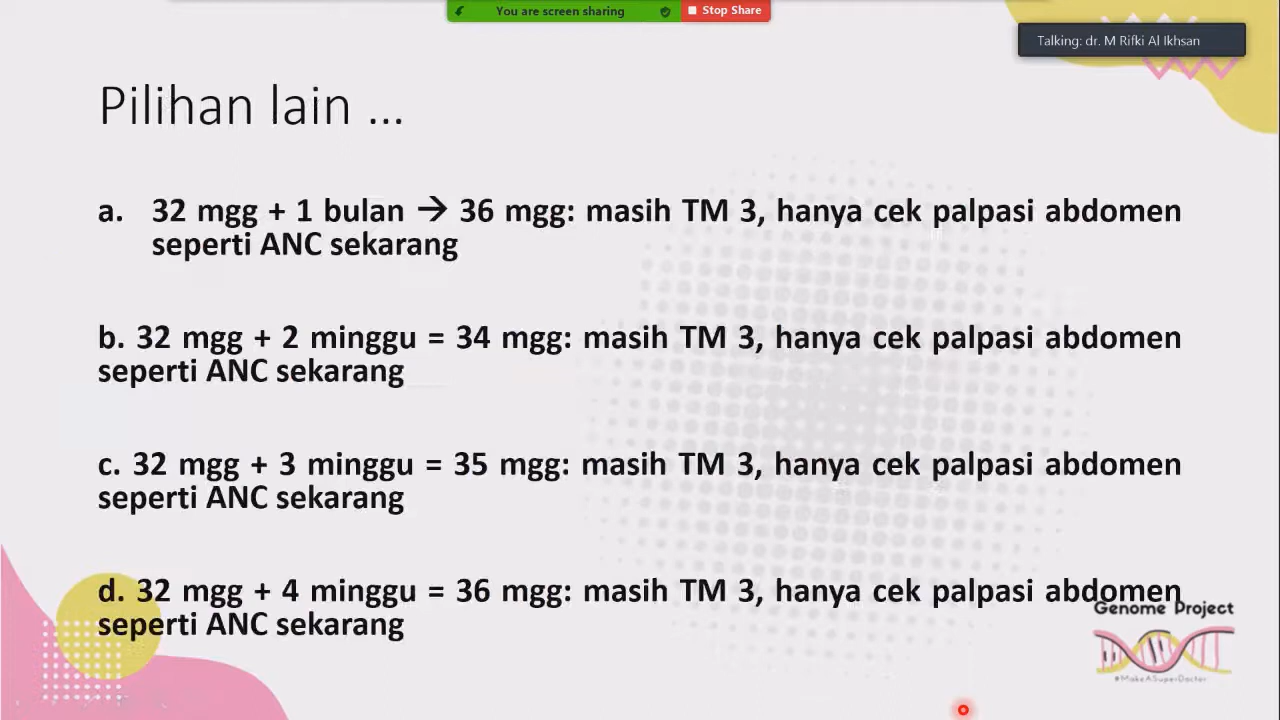 You are screen sharing
Stop Share
Talking: dr. M Rifki Al Ikhsan
Pilihan lain ...
a. 32 mgg + 1 bulan → 36 mgg: masih TM 3, hanya cek palpasi abdomen
seperti ANC sekarang
b. 32 mgg + 2 minggu = 34 mgg: masih TM 3, hanya cek palpasi abdomen
seperti ANC sekarang
c. 32 mgg + 3 minggu = 35 mgg: masih TM 3, hanya cek palpasi abdomen
seperti ANC sekarang
d. 32 mgg + 4 minggu = 36 mgg: masih TM 3, hanya cek palpasi abdomen
seperti ANC sekarang
Genome Project
#MakeASuperDoctor